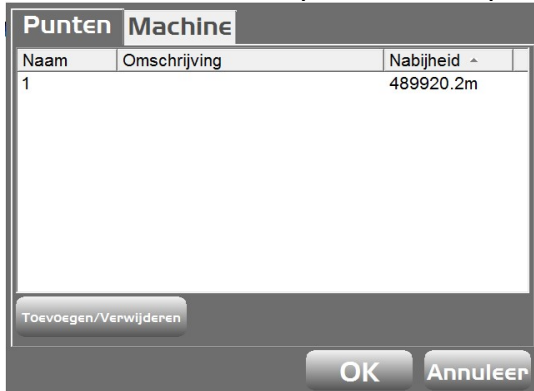 Punten Machine
Naam Omschrijving Nabijheid
1 489920.2m
Toevoegen/Verwijderen
OK Annuleer